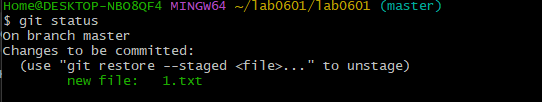 Home@DESKTOP-NBO8QF4 MINGW64 ~/lab0601/lab0601 (master)
$ git status
On branch master
Changes to be committed:
  (use "git restore --staged <file>..." to unstage)
        new file:   1.txt